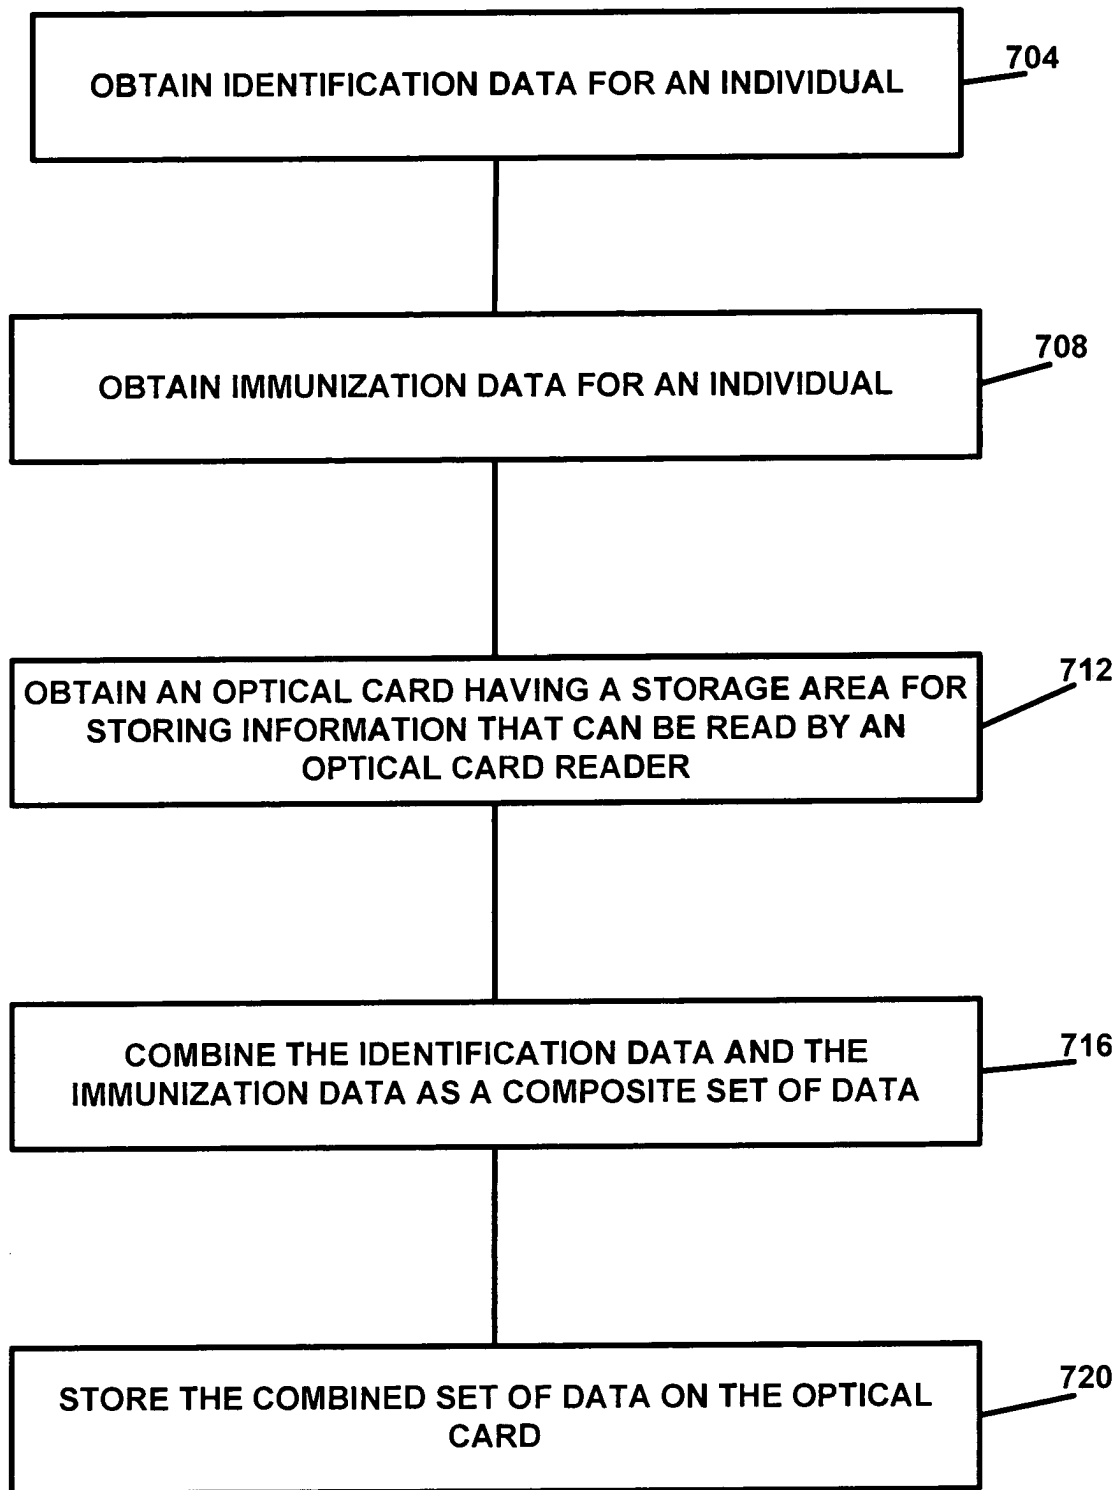 OBTAIN IDENTIFICATION DATA FOR AN INDIVIDUAL
704
OBTAIN IMMUNIZATION DATA FOR AN INDIVIDUAL
708
OBTAIN AN OPTICAL CARD HAVING A STORAGE AREA FOR
STORING INFORMATION THAT CAN BE READ BY AN
OPTICAL CARD READER
712
COMBINE THE IDENTIFICATION DATA AND THE
IMMUNIZATION DATA AS A COMPOSITE SET OF DATA
716
STORE THE COMBINED SET OF DATA ON THE OPTICAL
CARD
720